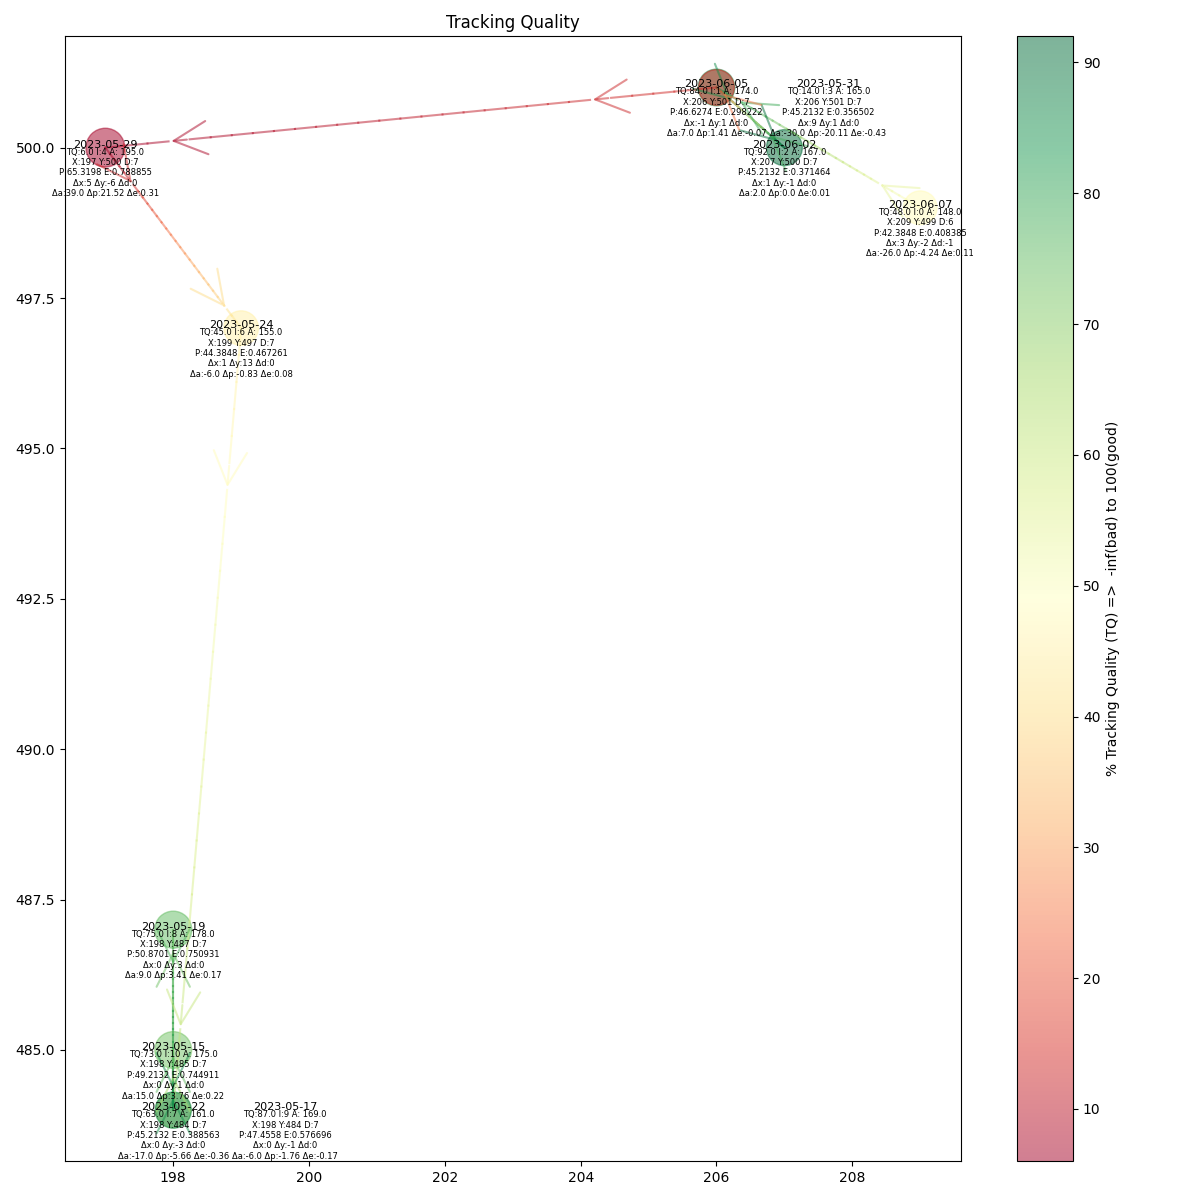 Tracking Quality
2023-06-05
TQ:84.0 I:1 A: 174.0
X:206 Y:501 D:7
P:46.6274 E:0.298222
Δx:-1 Δy:1 Δd:0
Δa:7.0 Δp:1.41 Δe:-0.07
2023-05-31
TQ:14.0 I:3 A: 165.0
X:206 Y:501 D:7
P:45.2132 E:0.356502
Δx:9 Δy:1 Δd:0
Δa:-30.0 Δp:-20.11 Δe:-0.43
2023-05-29
TQ:6.0 I:4 A: 195.0
X:197 Y:500 D:7
P:65.3198 E:0.788855
Δx:5 Δy:-6 Δd:0
Δa:39.0 Δp:21.52 Δe:0.31
2023-06-02
TQ:92.0 I:2 A: 167.0
X:207 Y:500 D:7
P:45.2132 E:0.371464
Δx:1 Δy:-1 Δd:0
Δa:2.0 Δp:0.0 Δe:0.01
2023-06-07
TQ:48.0 I:0 A: 148.0
X:209 Y:499 D:6
P:42.3848 E:0.408385
Δx:3 Δy:-2 Δd:-1
Δa:-26.0 Δp:-4.24 Δe:0.11
2023-05-24
TQ:45.0 I:6 A: 155.0
X:199 Y:497 D:7
P:44.3848 E:0.467261
Δx:1 Δy:13 Δd:0
Δa:-6.0 Δp:-0.83 Δe:0.08
2023-05-19
TQ:75.0 I:8 A: 178.0
X:198 Y:487 D:7
P:50.8701 E:0.750931
Δx:0 Δy:3 Δd:0
Δa:9.0 Δp:3.41 Δe:0.17
2023-05-15
TQ:73.0 I:10 A: 175.0
X:198 Y:485 D:7
P:49.2132 E:0.744911
Δx:0 Δy:1 Δd:0
Δa:15.0 Δp:3.76 Δe:0.22
2023-05-22
TQ:63.0 I:7 A: 161.0
X:198 Y:484 D:7
P:45.2132 E:0.388563
Δx:0 Δy:-3 Δd:0
Δa:-17.0 Δp:-5.66 Δe:-0.36
2023-05-17
TQ:87.0 I:9 A: 169.0
X:198 Y:484 D:7
P:47.4558 E:0.576696
Δx:0 Δy:-1 Δd:0
Δa:-6.0 Δp:-1.76 Δe:-0.17
500.0
497.5
495.0
492.5
490.0
487.5
485.0
198
200
202
204
206
208
90
80
70
60
50
40
30
20
10
% Tracking Quality (TQ) => -inf(bad) to 100(good)